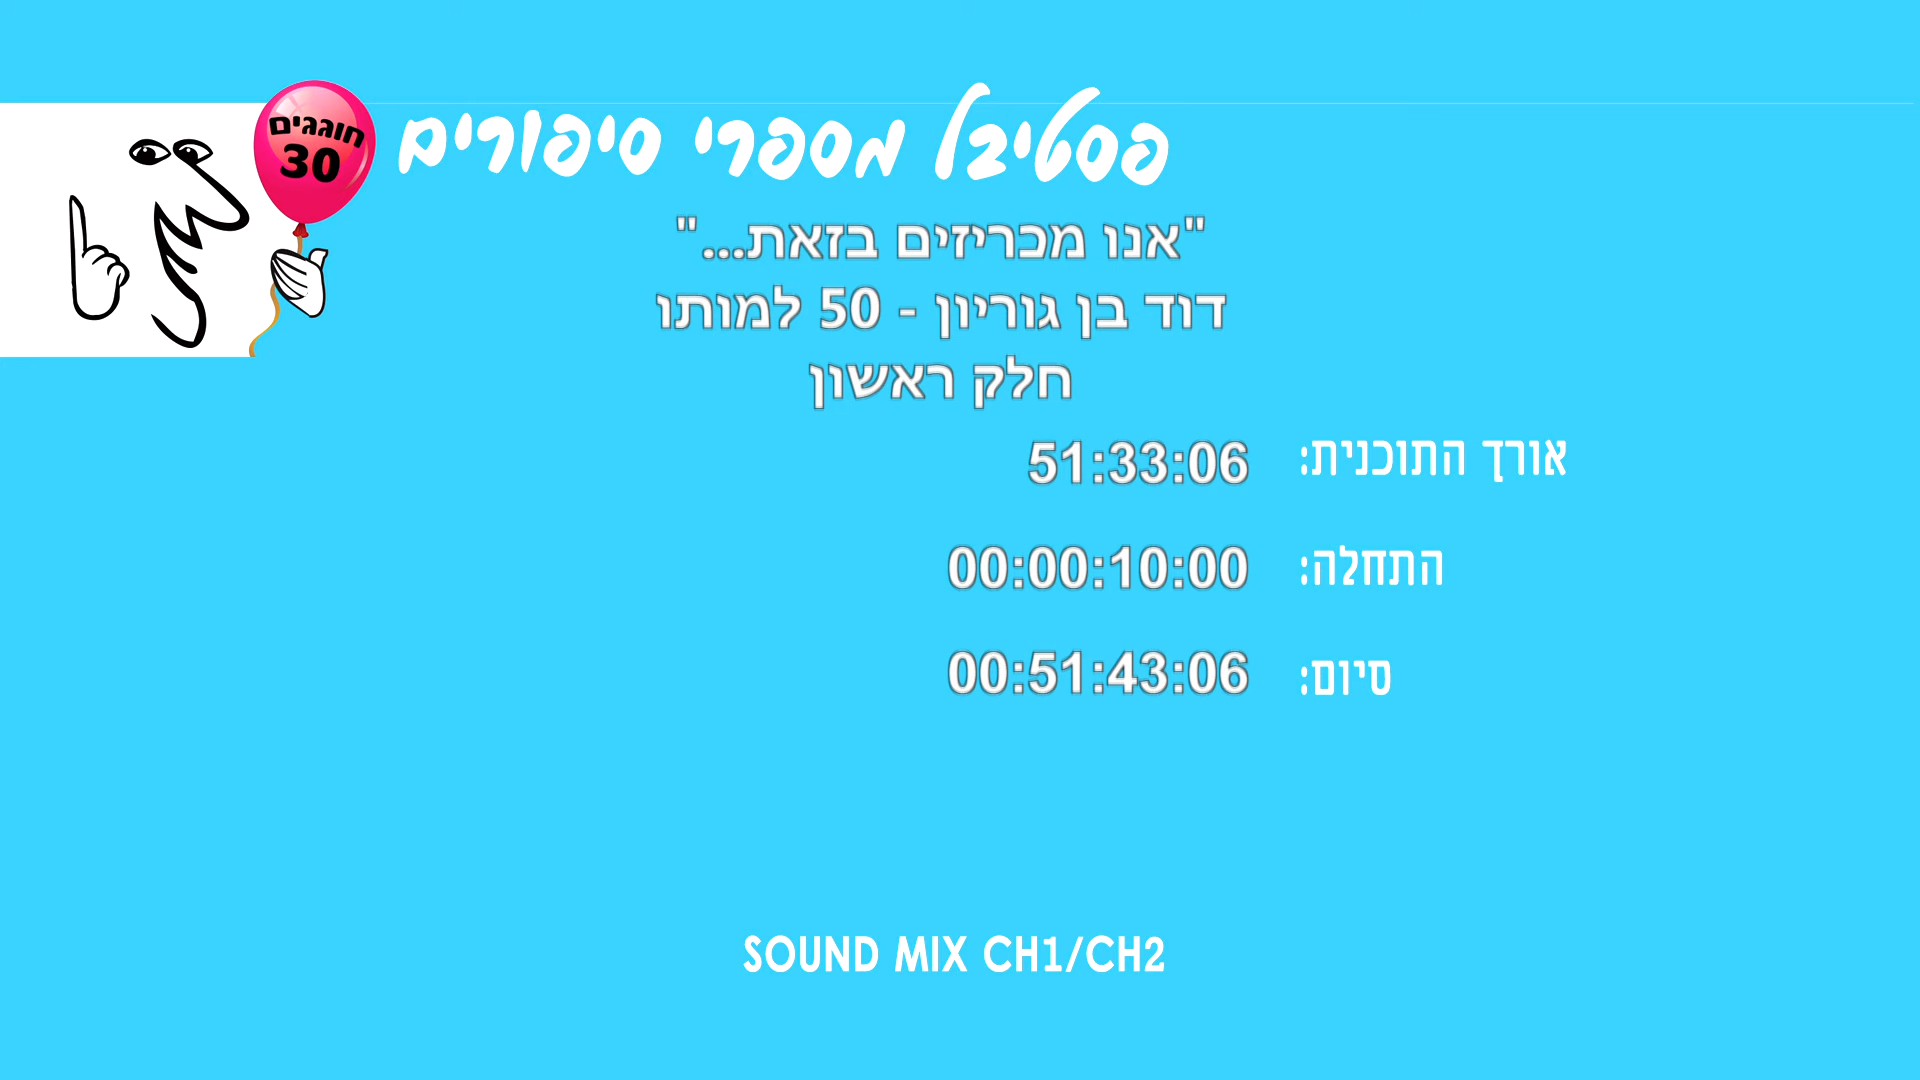 חוגגים
30
פסטיבל מספרי סיפורים
"אנו מכריזים בזאת..."
דוד בן גוריון - 50 למותו
חלק ראשון
אורך התוכנית: 51:33:06
התחלה: 00:00:10:00
סיום: 00:51:43:06
SOUND MIX CH1/CH2